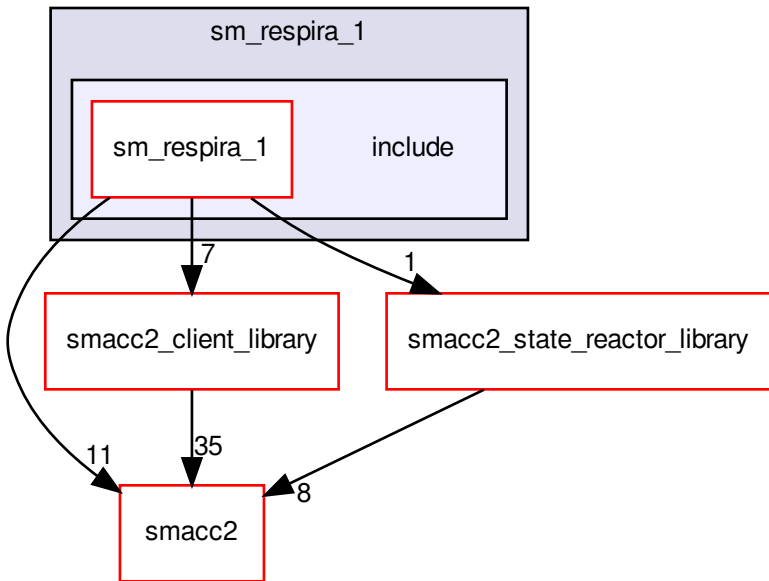 sm_respira_1
sm_respira_1
include
7
1
smacc2_client_library
smacc2_state_reactor_library
11
35
8
smacc2